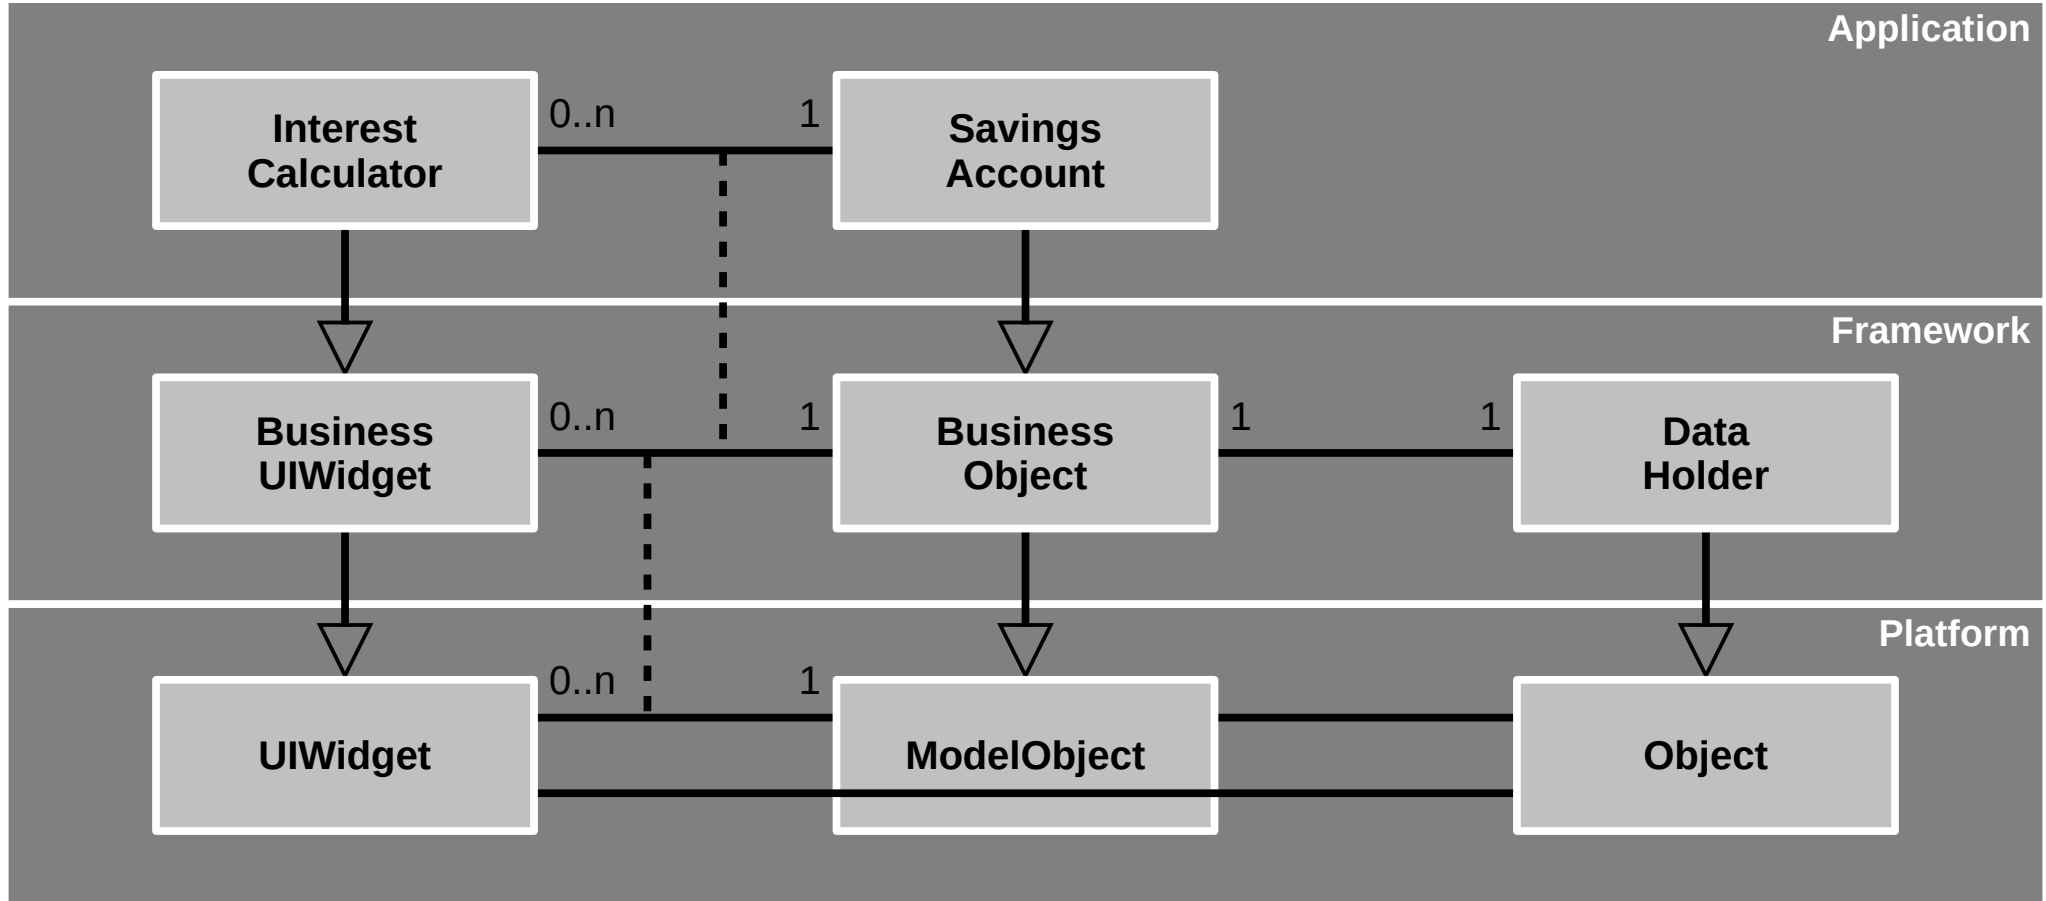 Application
Interest
Calculator
0..n
1
Savings
Account
Framework
Business
UIWidget
0..n
1
Business
Object
1
1
Data
Holder
Platform
UIWidget
0..n
1
ModelObject
Object